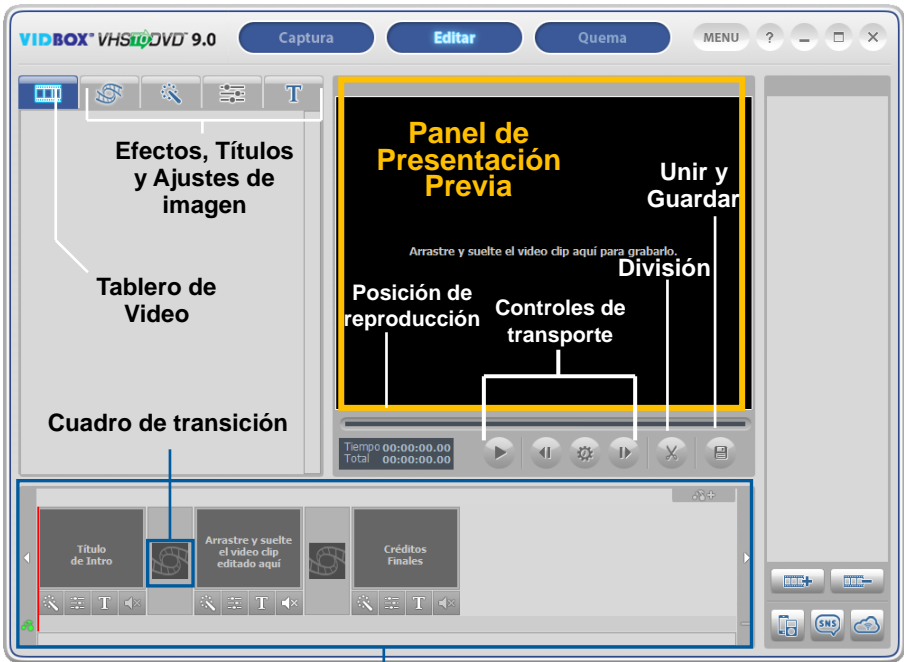 VIDBOX® VHSTODVD 9.0
Captura
Editar
Quema
MENU
?
T
Efectos, Títulos
y Ajustes de
imagen
Tablero de
Video
Panel de
Presentación
Previa
Unir y
Guardar
Arrastre y suelte el video clip aquí para grabarlo.
División
Posición de
reproducción
Controles de
transporte
Cuadro de transición
Tiempo 00:00:00.00
Total 00:00:00.00
Título
de Intro
Arrastre y suelte
el video clip
editado aquí
Créditos
Finales
T
T
T
SNS